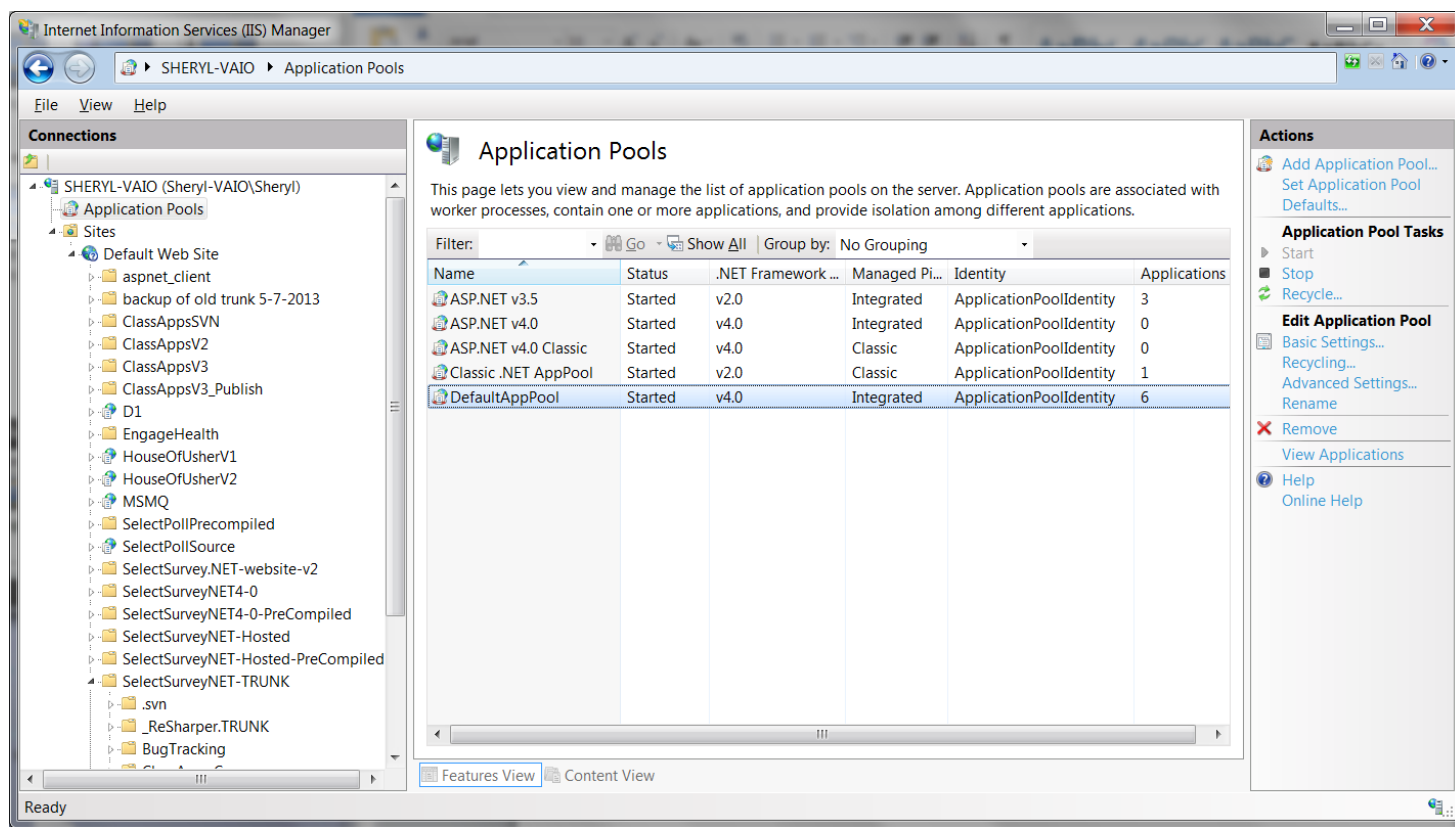 Internet Information Services (IIS) Manager
SHERYL-VAIO Application Pools
File View Help
Connections
SHERYL-VAIO (Sheryl-VAIO\Sheryl)
Application Pools
Sites
Default Web Site
aspnet_client
backup of old trunk 5-7-2013
ClassAppsSVN
ClassAppsV2
ClassAppsV3
ClassAppsV3_Publish
D1
EngageHealth
HouseOfUsherV1
HouseOfUsherV2
MSMQ
SelectPollPrecompiled
SelectPollSource
SelectSurvey.NET-website-v2
SelectSurveyNET4-0
SelectSurveyNET4-0-PreCompiled
SelectSurveyNET-Hosted
SelectSurveyNET-Hosted-PreCompiled
SelectSurveyNET-TRUNK
.svn
_ReSharper.TRUNK
BugTracking
Application Pools
This page lets you view and manage the list of application pools on the server. Application pools are associated with
worker processes, contain one or more applications, and provide isolation among different applications.
Filter: Go Show All Group by: No Grouping
Name Status .NET Framework ... Managed Pi... Identity Applications
ASP.NET v3.5 Started v2.0 Integrated ApplicationPoolIdentity 3
ASP.NET v4.0 Started v4.0 Integrated ApplicationPoolIdentity 0
ASP.NET v4.0 Classic Started v4.0 Classic ApplicationPoolIdentity 0
Classic .NET AppPool Started v2.0 Classic ApplicationPoolIdentity 1
DefaultAppPool Started v4.0 Integrated ApplicationPoolIdentity 6
Features View Content View
Actions
Add Application Pool...
Set Application Pool
Defaults...
Application Pool Tasks
Start
Stop
Recycle...
Edit Application Pool
Basic Settings...
Recycling...
Advanced Settings...
Rename
Remove
View Applications
Help
Online Help
Ready